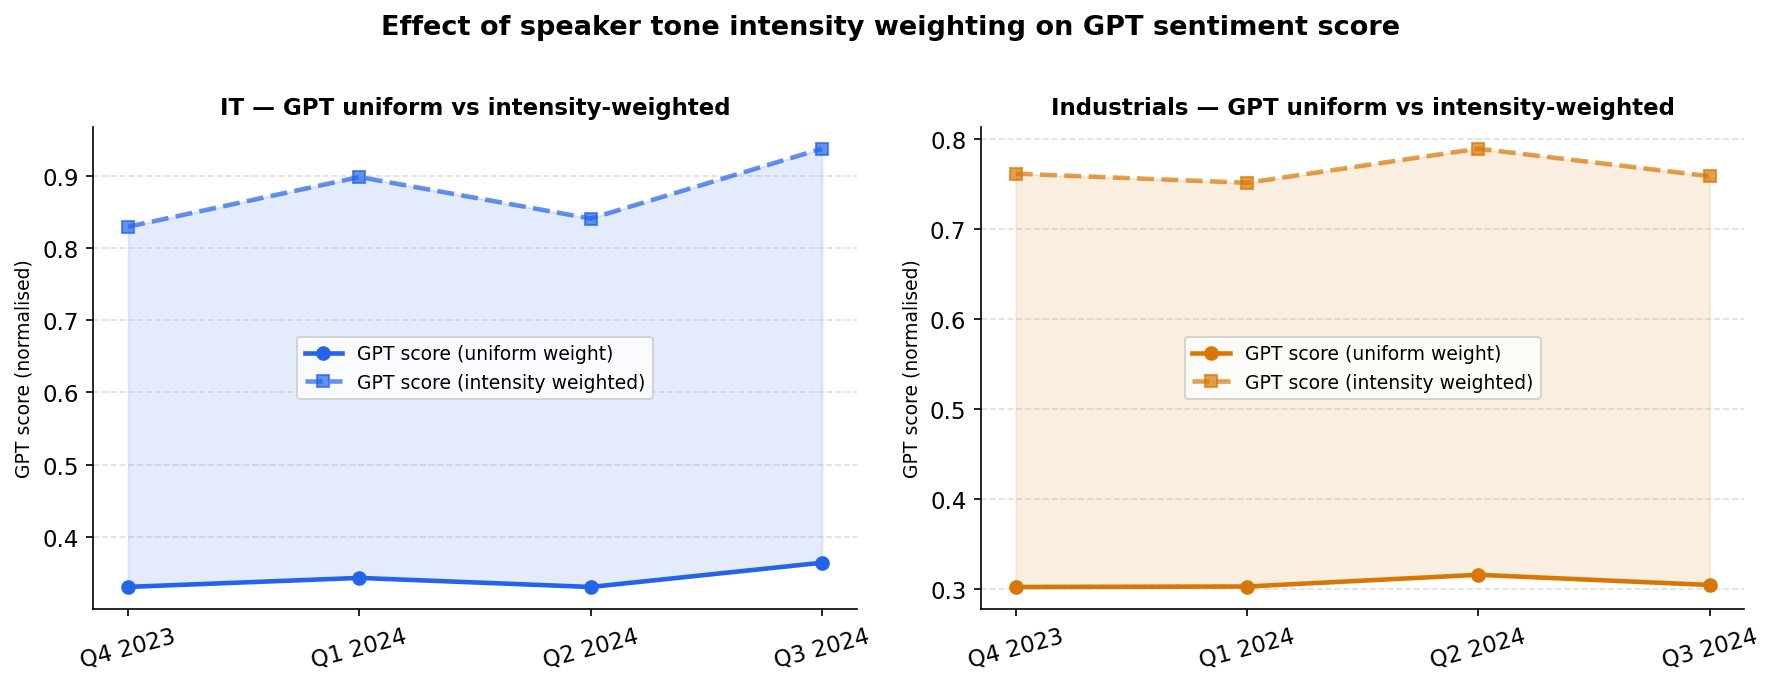 Effect of speaker tone intensity weighting on GPT sentiment score
IT — GPT uniform vs intensity-weighted
GPT score (normalised)
0.9
0.8
0.7
0.6
0.5
0.4
GPT score (uniform weight)
GPT score (intensity weighted)
Q4 2023
Q1 2024
Q2 2024
Q3 2024
Industrials — GPT uniform vs intensity-weighted
GPT score (normalised)
0.8
0.7
0.6
0.5
0.4
0.3
GPT score (uniform weight)
GPT score (intensity weighted)
Q4 2023
Q1 2024
Q2 2024
Q3 2024